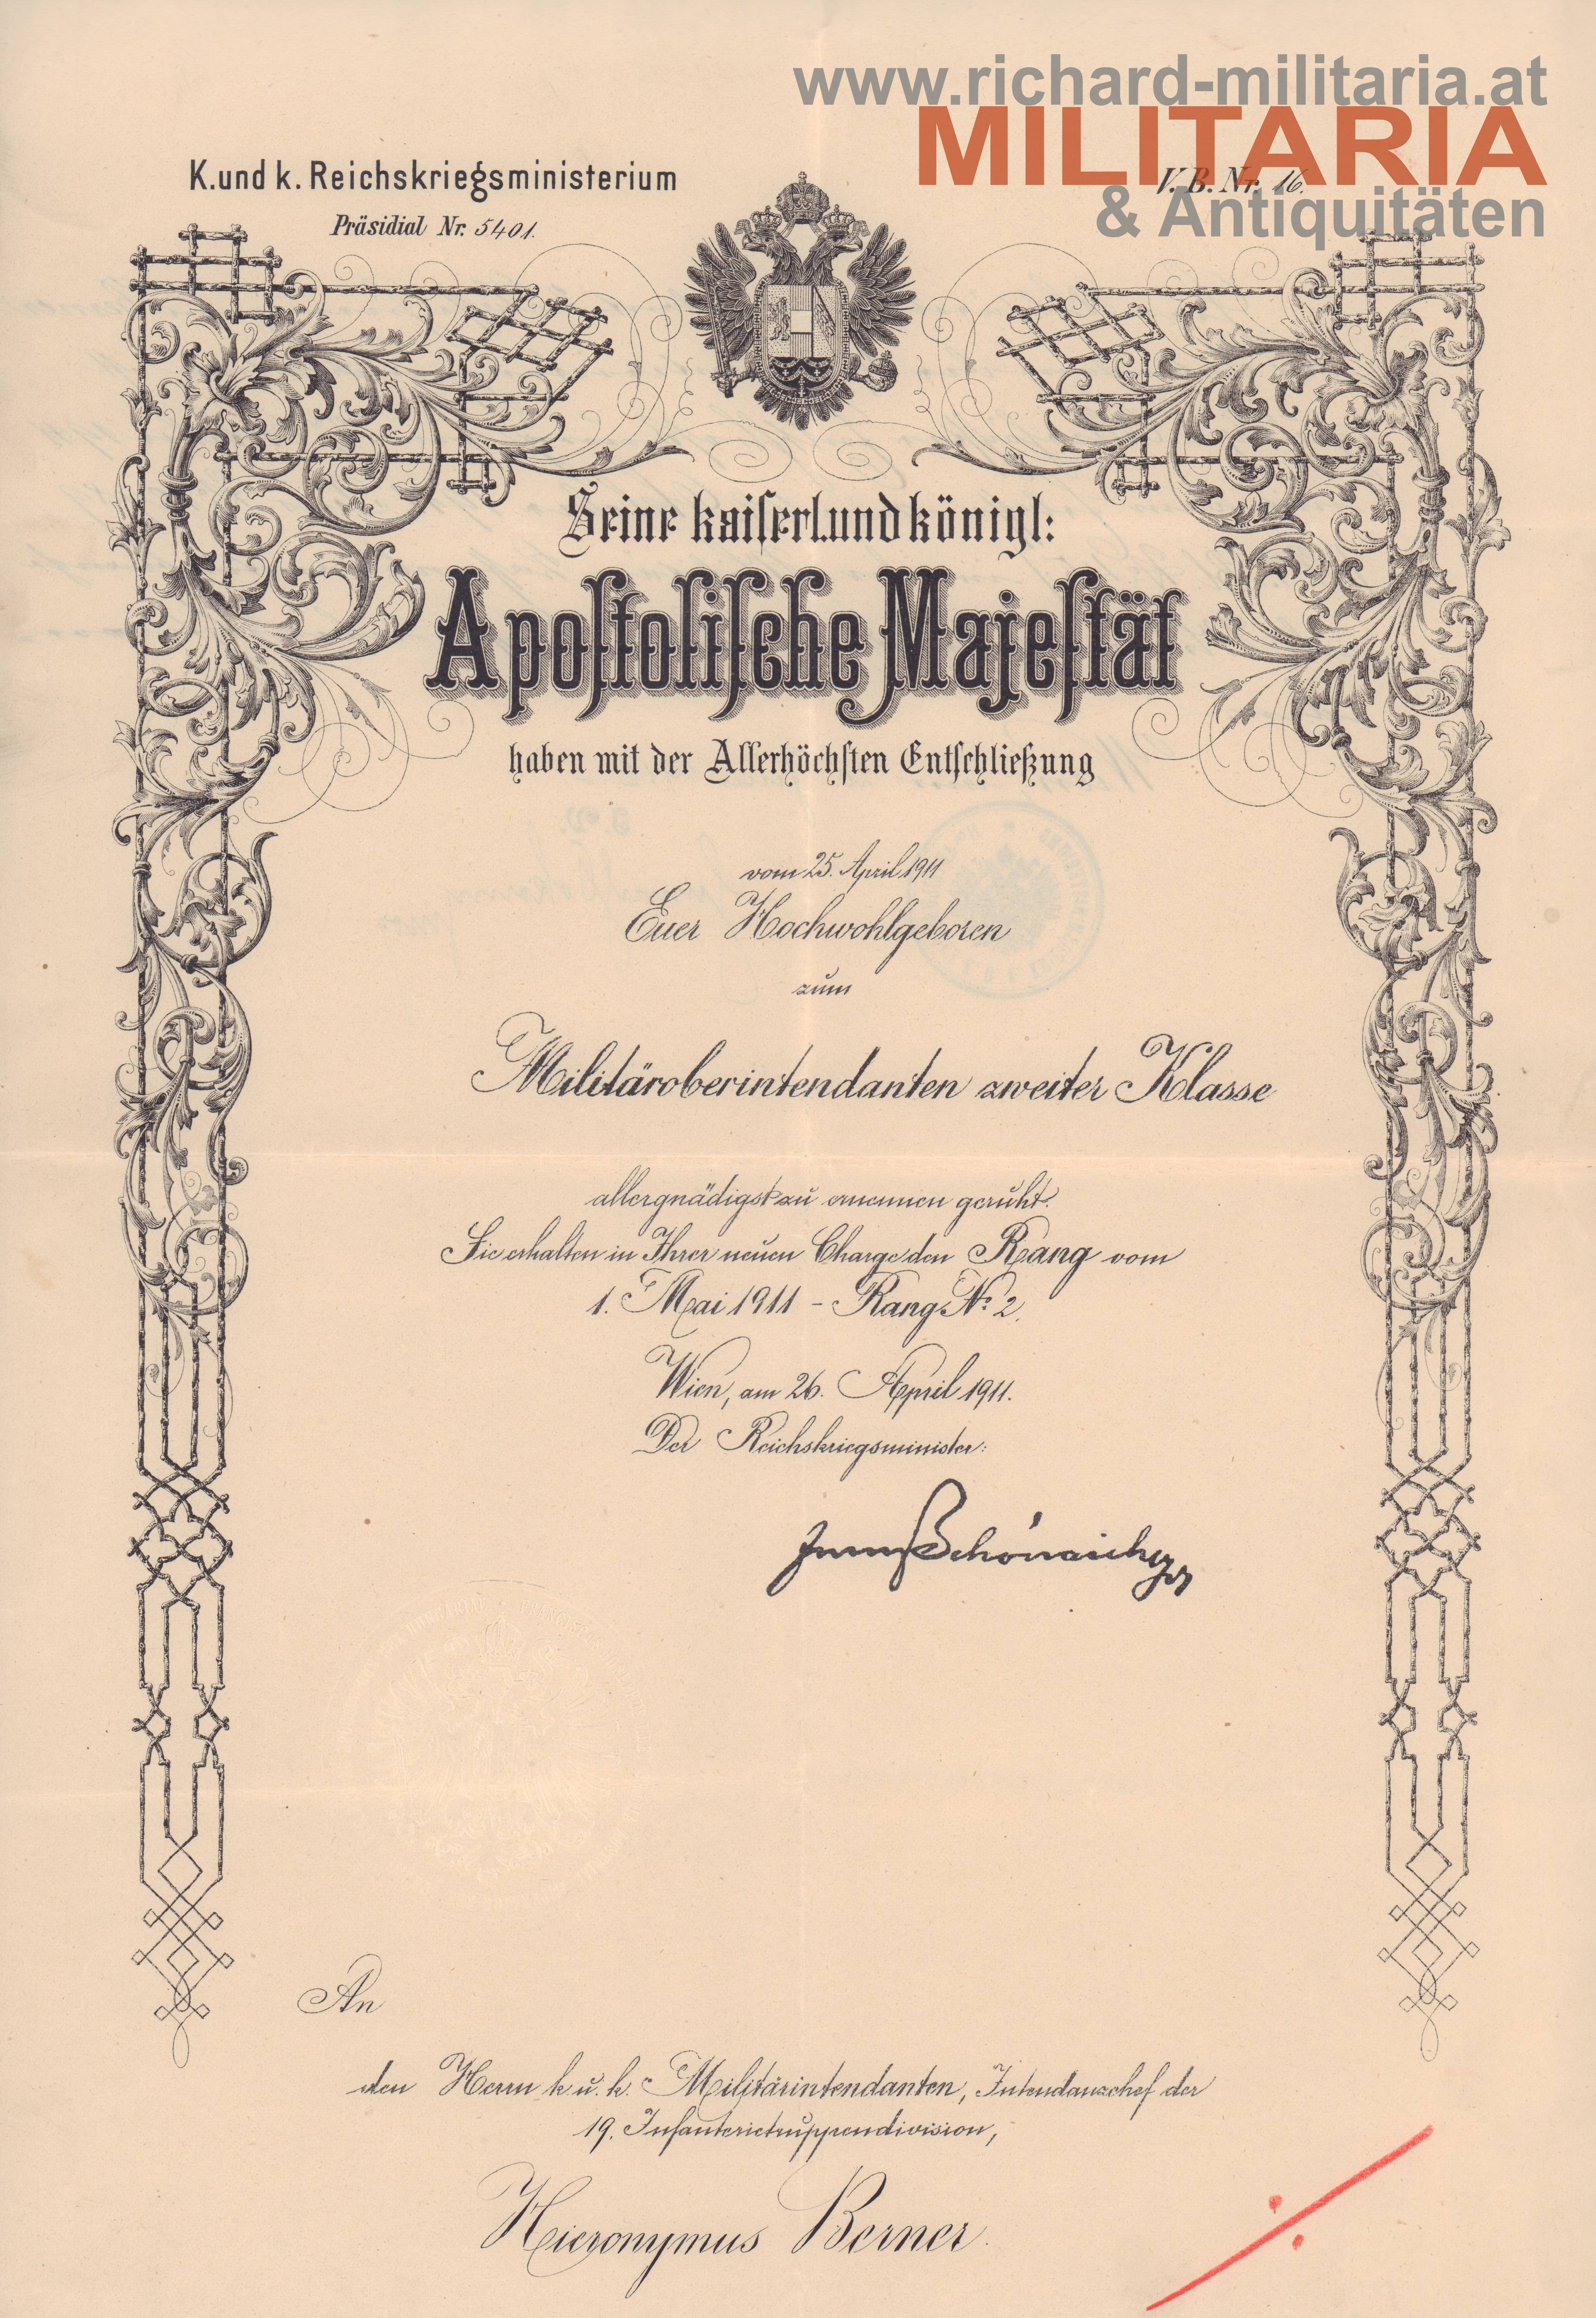 www.richard-militaria.at
MILITARIA
& Antiquitäten
K. und k. Reichskriegsministerium
V. B. Nr. 16.
Präsidial Nr. 5401.
Seine kaiserl. und königl:
Apostolische Majestät
haben mit der Allerhöchsten Entschließung
vom 25. April 1911
Euer Hochwohlgeboren
zum
Militäroberintendanten zweiter Klasse
allergnädigst zu ernennen geruht.
Sie erhalten in Ihrer neuen Charge den Rang vom
1. Mai 1911 – Rang No 2.
Wien, am 26. April 1911.
Der Reichskriegsminister:
Schönaich
An
den Herrn k. u. k. Militärintendanten, Intendanzchef der
19. Infanterietruppendivision,
Hieronymus Berner.